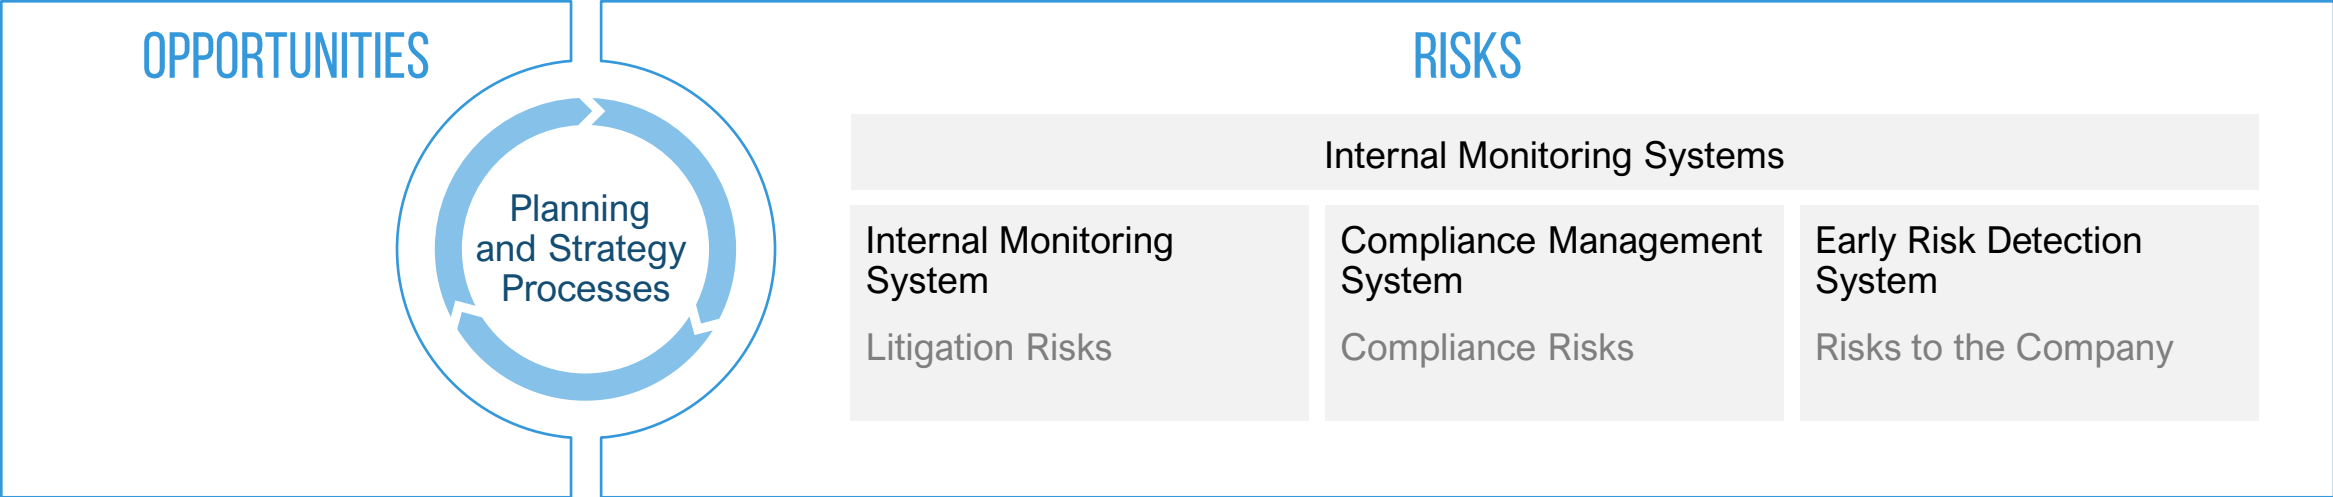 OPPORTUNITIES
RISKS
Planning
and Strategy
Processes
Internal Monitoring Systems
Internal Monitoring
System
Litigation Risks
Compliance Management
System
Compliance Risks
Early Risk Detection
System
Risks to the Company